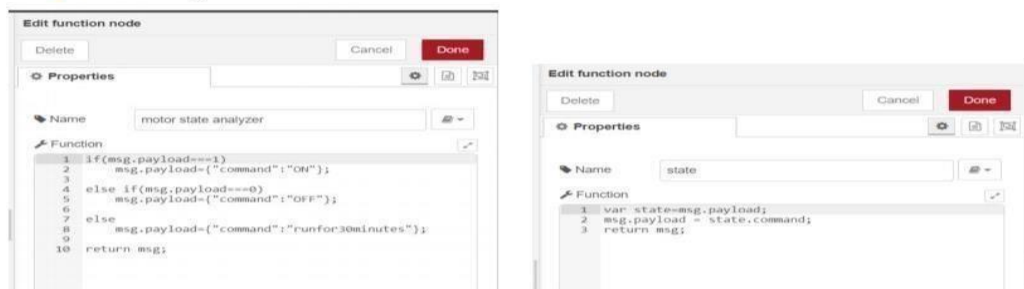 Edit function node
Delete
Cancel
Done
Properties
Name
motor state analyzer
Function
1 if(msg.payload===1)
2 msg.payload={"command":"ON"};
3
4 else if(msg.payload===0)
5 msg.payload={"command":"OFF"};
6
7 else
8 msg.payload={"command":"runfor30minutes"};
9
10 return msg;
Edit function node
Delete
Cancel
Done
Properties
Name
state
Function
1 var state=msg.payload;
2 msg.payload = state.command;
3 return msg;